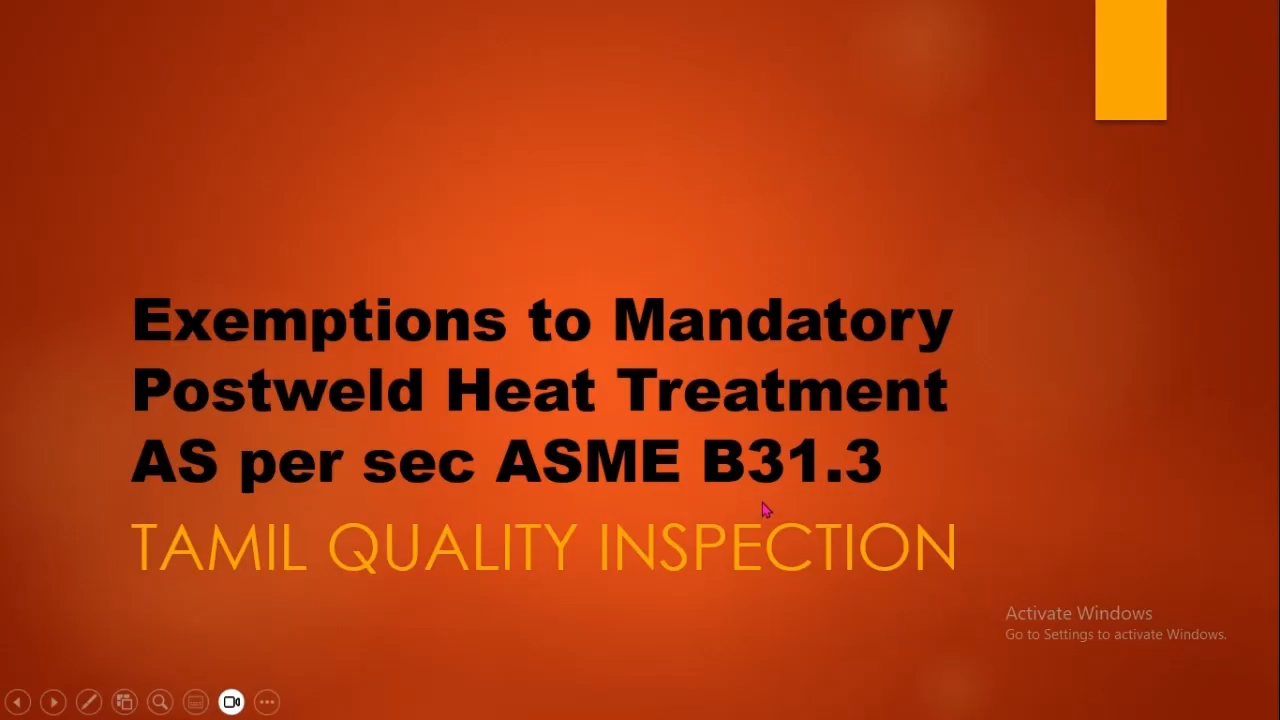 Exemptions to Mandatory
Postweld Heat Treatment
AS per sec ASME B31.3
TAMIL QUALITY INSPECTION
Activate Windows
Go to Settings to activate Windows.